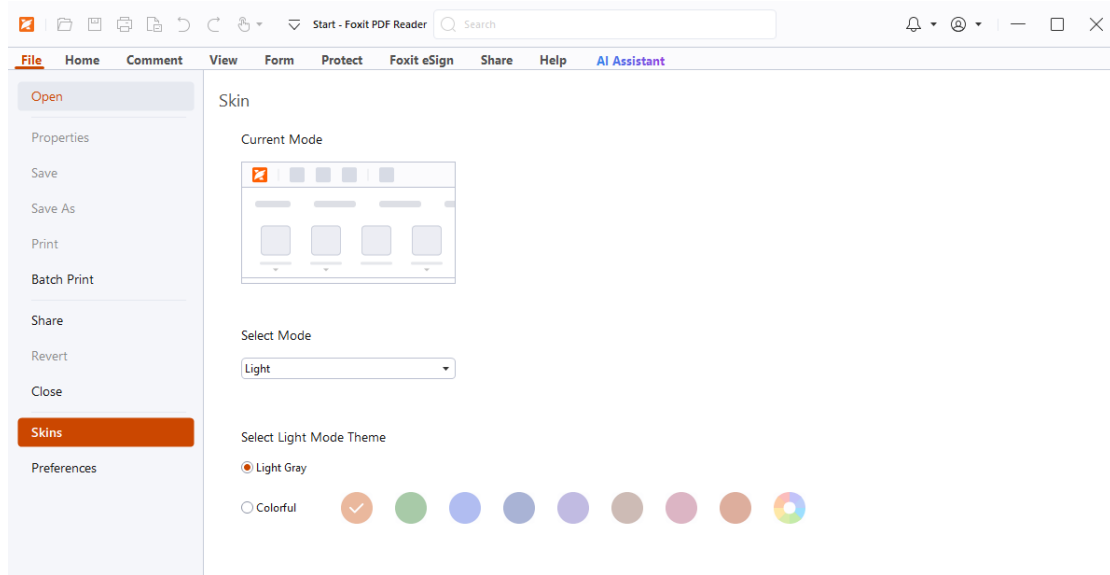 Start - Foxit PDF Reader Search
File Home Comment View Form Protect Foxit eSign Share Help AI Assistant
Open
Properties
Save
Save As
Print
Batch Print
Share
Revert
Close
Skins
Preferences
Skin
Current Mode
Select Mode
Light
Select Light Mode Theme
Light Gray
Colorful